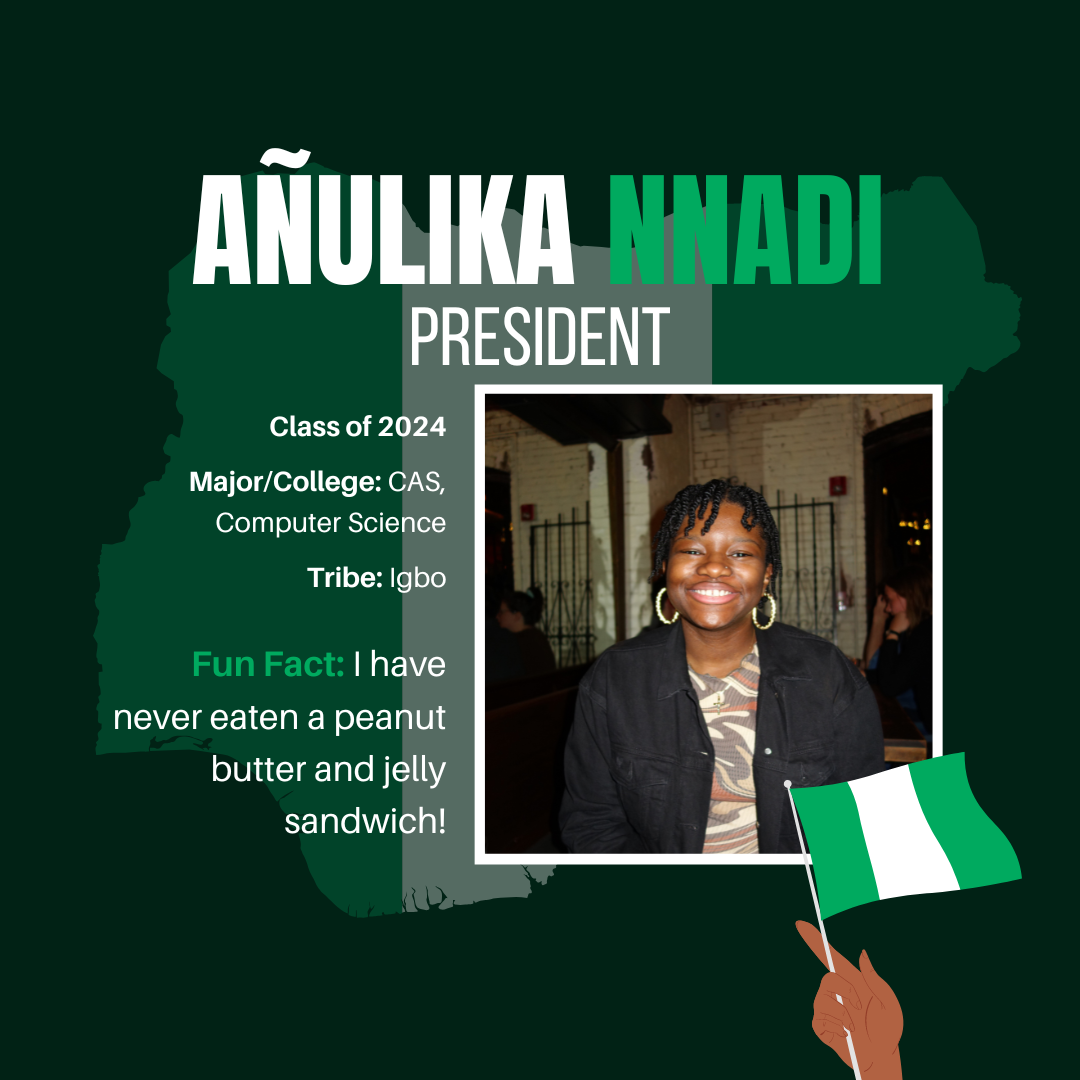 AÑULIKA NNADI
PRESIDENT
Class of 2024
Major/College: CAS,
Computer Science
Tribe: Igbo
Fun Fact: I have
never eaten a peanut
butter and jelly
sandwich!